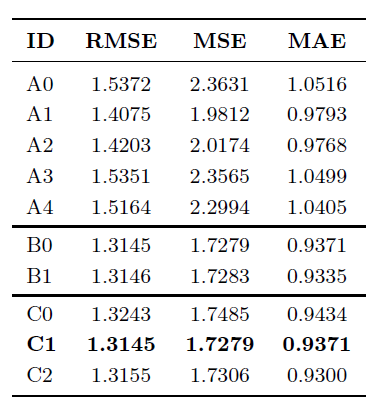 ID RMSE MSE MAE
A0 1.5372 2.3631 1.0516
A1 1.4075 1.9812 0.9793
A2 1.4203 2.0174 0.9768
A3 1.5351 2.3565 1.0499
A4 1.5164 2.2994 1.0405
B0 1.3145 1.7279 0.9371
B1 1.3146 1.7283 0.9335
C0 1.3243 1.7485 0.9434
C1 1.3145 1.7279 0.9371
C2 1.3155 1.7306 0.9300